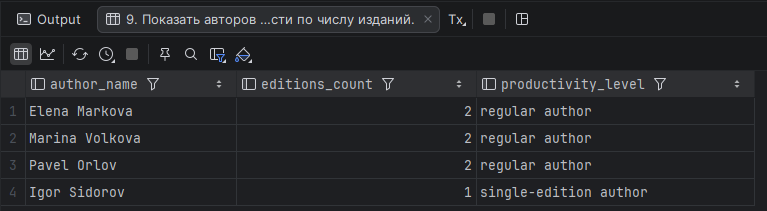 Output 9. Показать авторов ...сти по числу изданий. Tx
author_name editions_count productivity_level
1 Elena Markova 2 regular author
2 Marina Volkova 2 regular author
3 Pavel Orlov 2 regular author
4 Igor Sidorov 1 single-edition author